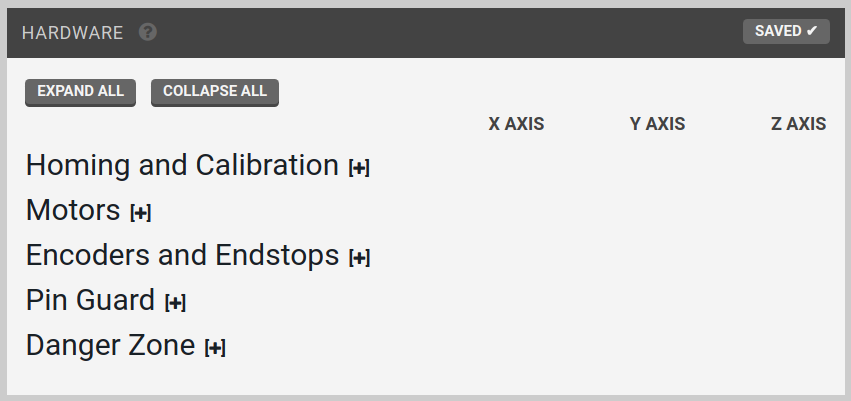 HARDWARE ? SAVED ✔
EXPAND ALL COLLAPSE ALL
X AXIS Y AXIS Z AXIS
Homing and Calibration [+]
Motors [+]
Encoders and Endstops [+]
Pin Guard [+]
Danger Zone [+]